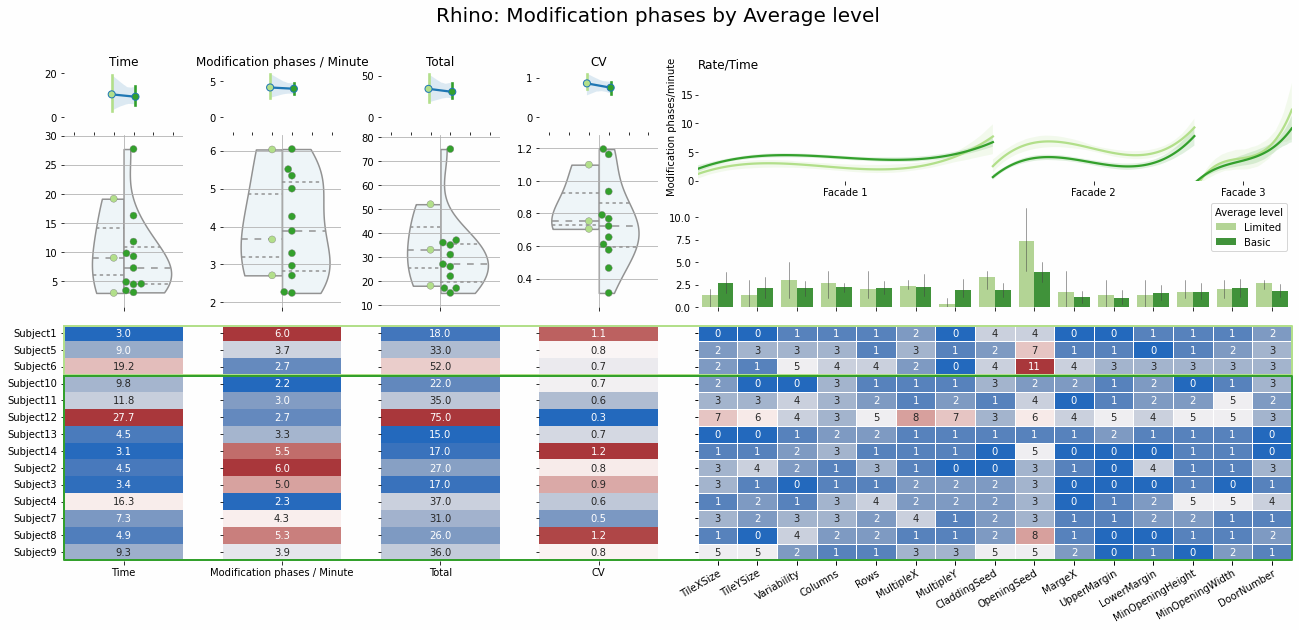 Rhino: Modification phases by Average level
Time
Modification phases / Minute
Total
CV
Rate/Time
20
0
5
0
50
0
1
0
Modification phases/minute
15
10
5
0
Facade 1
Facade 2
Facade 3
30
25
20
15
10
5
6
5
4
3
2
80
70
60
50
40
30
20
10
1.2
1.0
0.8
0.6
0.4
10.0
7.5
5.0
2.5
0.0
Average level
Limited
Basic
Subject1 3.0 6.0 18.0 1.1 0 0 1 1 1 2 0 4 4 0 0 1 1 1 2
Subject5 9.0 3.7 33.0 0.8 2 3 3 3 1 3 1 2 7 1 1 0 1 2 3
Subject6 19.2 2.7 52.0 0.7 2 1 5 4 4 2 0 4 11 4 3 3 3 3 3
Subject10 9.8 2.2 22.0 0.7 2 0 0 3 1 1 1 3 2 2 1 2 0 1 3
Subject11 11.8 3.0 35.0 0.6 3 3 4 3 2 1 2 1 4 0 1 2 2 5 2
Subject12 27.7 2.7 75.0 0.3 7 6 4 3 5 8 7 3 6 4 5 4 5 5 3
Subject13 4.5 3.3 15.0 0.7 0 0 1 2 2 1 1 1 1 1 2 1 1 1 0
Subject14 3.1 5.5 17.0 1.2 1 1 2 3 1 1 1 0 5 0 0 0 1 1 0
Subject2 4.5 6.0 27.0 0.8 3 4 2 1 3 1 0 0 3 1 0 4 1 1 3
Subject3 3.4 5.0 17.0 0.9 3 1 0 1 1 2 2 2 3 0 0 0 1 0 1
Subject4 16.3 2.3 37.0 0.6 1 2 1 3 4 2 2 2 3 0 1 2 5 5 4
Subject7 7.3 4.3 31.0 0.5 3 2 3 3 2 4 1 2 3 1 1 2 2 1 1
Subject8 4.9 5.3 26.0 1.2 1 0 4 2 2 1 2 2 8 1 0 0 1 1 2
Subject9 9.3 3.9 36.0 0.8 5 5 2 1 1 3 3 5 5 2 0 1 0 2 1
Time
Modification phases / Minute
Total
CV
TileXSize
TileYSize
Variability
Columns
Rows
MultipleX
MultipleY
CladdingSeed
OpeningSeed
MargeX
UpperMargin
LowerMargin
MinOpeningHeight
MinOpeningWidth
DoorNumber